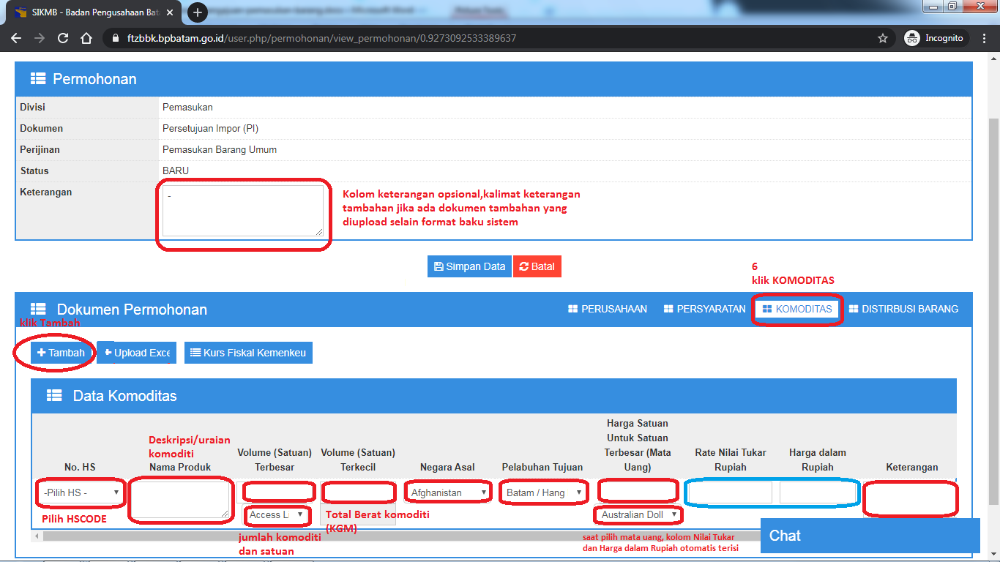 SIKMB - Badan Pengusahaan Bat
ftzbbk.bpbatam.go.id/user.php/permohonan/view_permohonan/0.9273092533389637
Incognito
Permohonan
Divisi Pemasukan
Dokumen Persetujuan Impor (PI)
Perijinan Pemasukan Barang Umum
Status BARU
Keterangan -
Kolom keterangan opsional,kalimat keterangan
tambahan jika ada dokumen tambahan yang
diupload selain format baku sistem
Simpan Data Batal
6
klik KOMODITAS
Dokumen Permohonan PERUSAHAAN PERSYARATAN KOMODITAS DISTIRBUSI BARANG
klik Tambah
Tambah Upload Exce Kurs Fiskal Kemenkeu
Data Komoditas
Deskripsi/uraian
komoditi
No. HS
Nama Produk
Volume (Satuan)
Terbesar
Volume (Satuan)
Terkecil
Negara Asal
Pelabuhan Tujuan
Harga Satuan
Untuk Satuan
Terbesar (Mata
Uang)
Rate Nilai Tukar
Rupiah
Harga dalam
Rupiah
Keterangan
-Pilih HS - Afghanistan Batam / Hang
Access Li Australian Doll
Pilih HSCODE
Total Berat komoditi
(KGM)
jumlah komoditi
dan satuan
saat pilih mata uang, kolom Nilai Tukar
dan Harga dalam Rupiah otomatis terisi
Chat